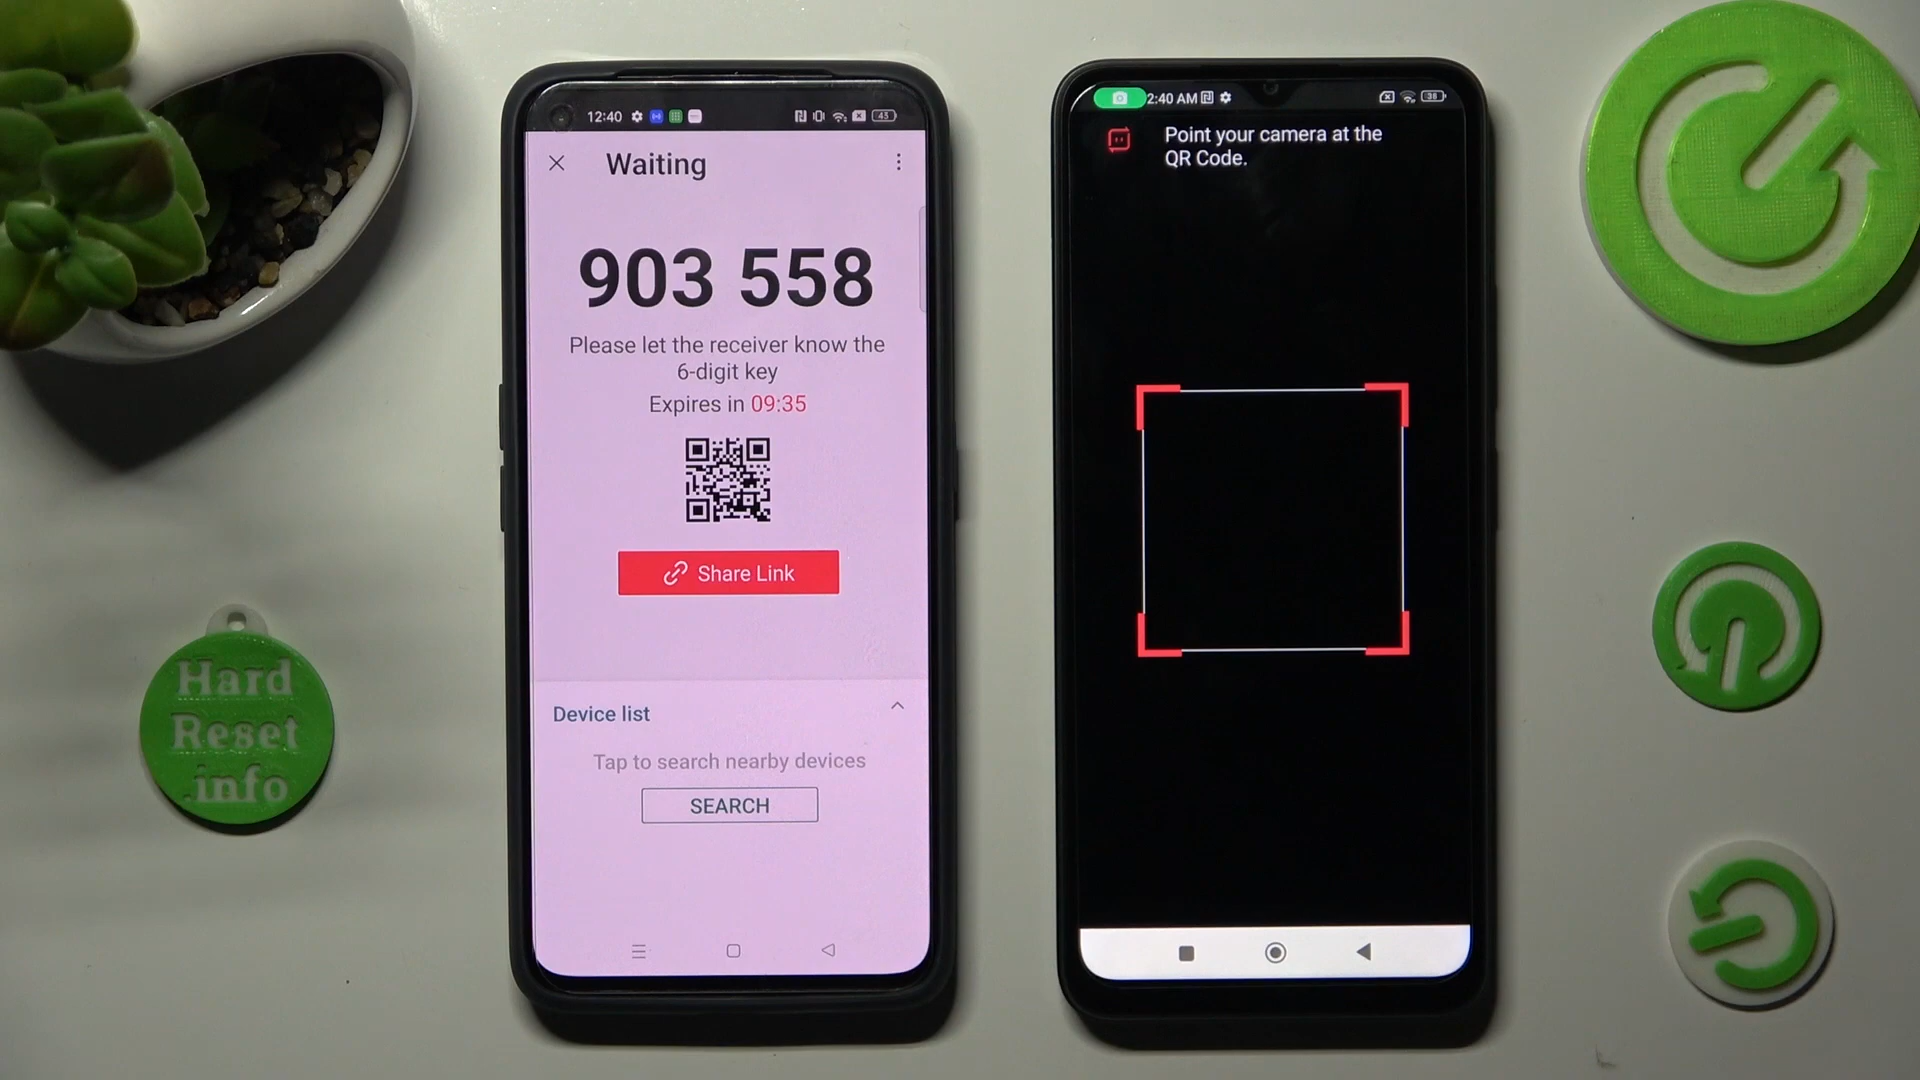 12:40
43
Waiting
903 558
Please let the receiver know the
6-digit key
Expires in 09:35
Share Link
Device list
Tap to search nearby devices
SEARCH
2:40 AM
38
Point your camera at the
QR Code.
Hard
Reset
.info